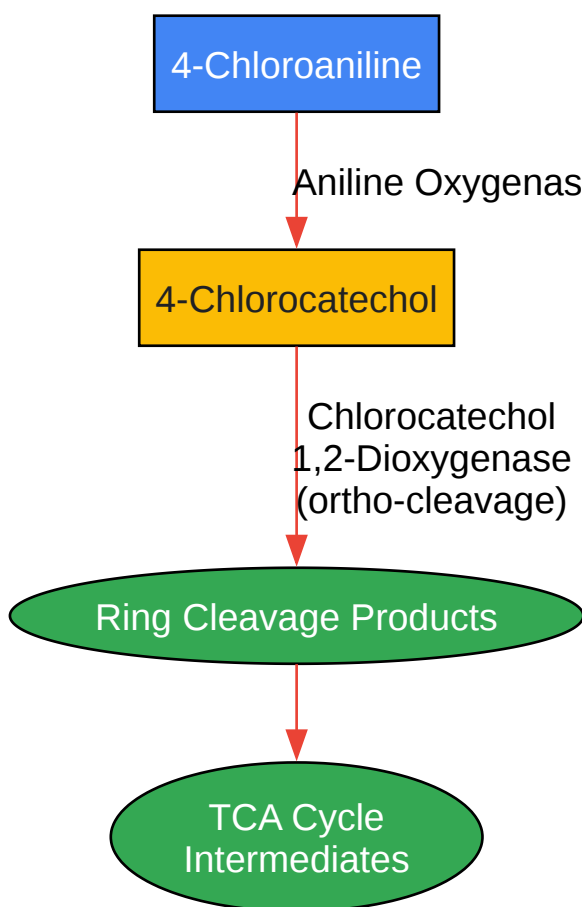 4-Chloroaniline
Aniline Oxygenas
4-Chlorocatechol
Chlorocatechol
1,2-Dioxygenase
(ortho-cleavage)
Ring Cleavage Products
TCA Cycle
Intermediates